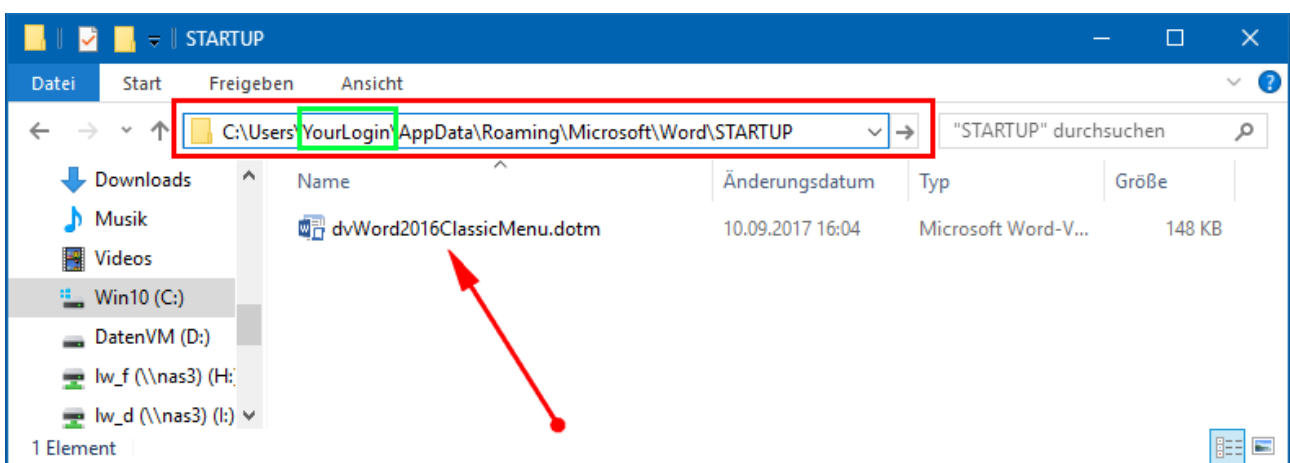 STARTUP
Datei Start Freigeben Ansicht
C:\Users\YourLogin\AppData\Roaming\Microsoft\Word\STARTUP "STARTUP" durchsuchen
Downloads
Musik
Videos
Win10 (C:)
DatenVM (D:)
lw_f (\\nas3) (H:
lw_d (\\nas3) (I:)
Name Änderungsdatum Typ Größe
dvWord2016ClassicMenu.dotm 10.09.2017 16:04 Microsoft Word-V... 148 KB
1 Element